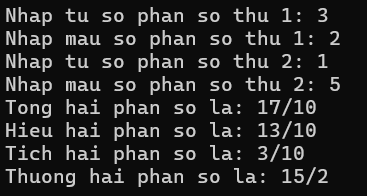 Nhap tu so phan so thu 1: 3
Nhap mau so phan so thu 1: 2
Nhap tu so phan so thu 2: 1
Nhap mau so phan so thu 2: 5
Tong hai phan so la: 17/10
Hieu hai phan so la: 13/10
Tich hai phan so la: 3/10
Thuong hai phan so la: 15/2